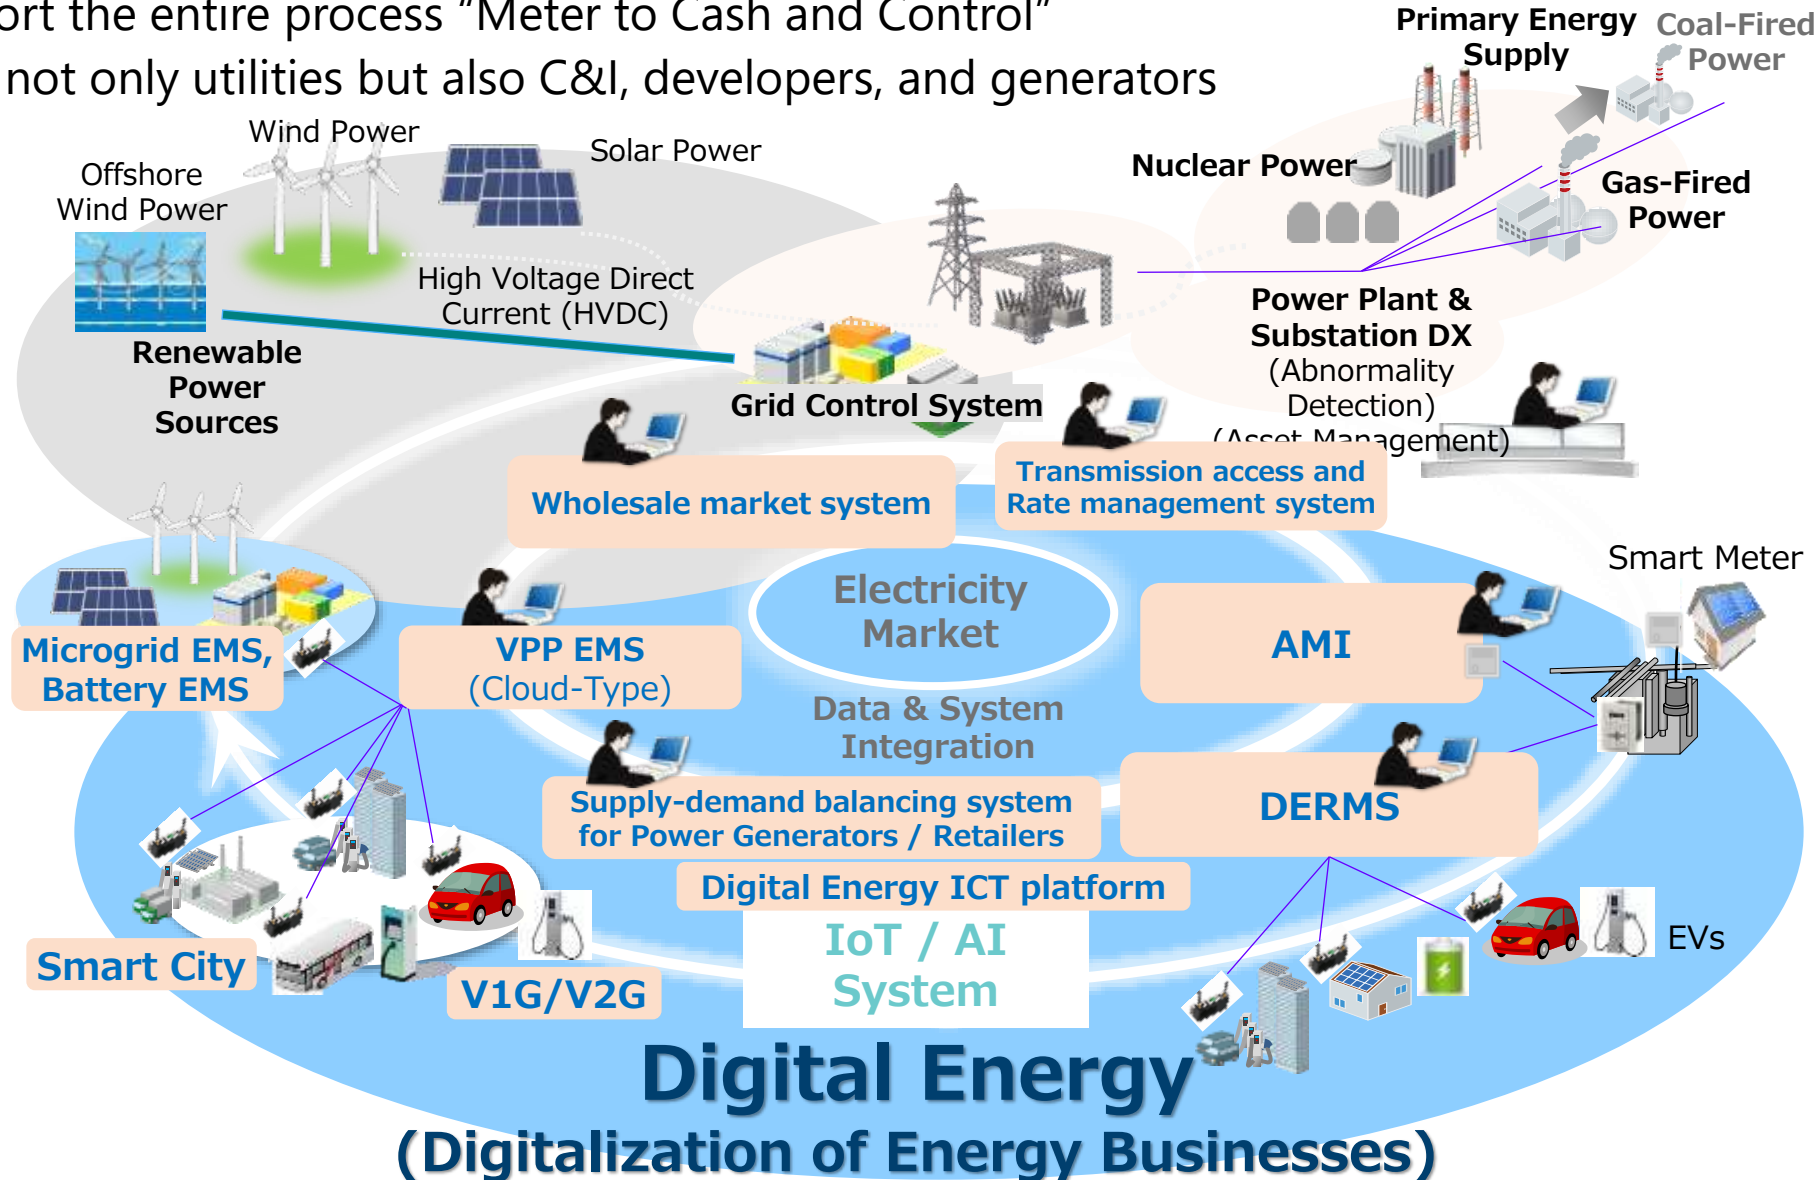 ort the entire process “Meter to Cash and Control”
not only utilities but also C&I, developers, and generators
Primary Energy
Supply
Coal-Fired
Power
Wind Power
Solar Power
Offshore
Wind Power
Nuclear Power
Gas-Fired
Power
High Voltage Direct
Current (HVDC)
Renewable
Power
Sources
Power Plant &
Substation DX
(Abnormality
Detection)
(Asset Management)
Grid Control System
Wholesale market system
Transmission access and
Rate management system
Smart Meter
Electricity
Market
Microgrid EMS,
Battery EMS
VPP EMS
(Cloud-Type)
AMI
Data & System
Integration
Supply-demand balancing system
for Power Generators / Retailers
DERMS
Digital Energy ICT platform
IoT / AI
System
Smart City
V1G/V2G
EVs
Digital Energy
(Digitalization of Energy Businesses)